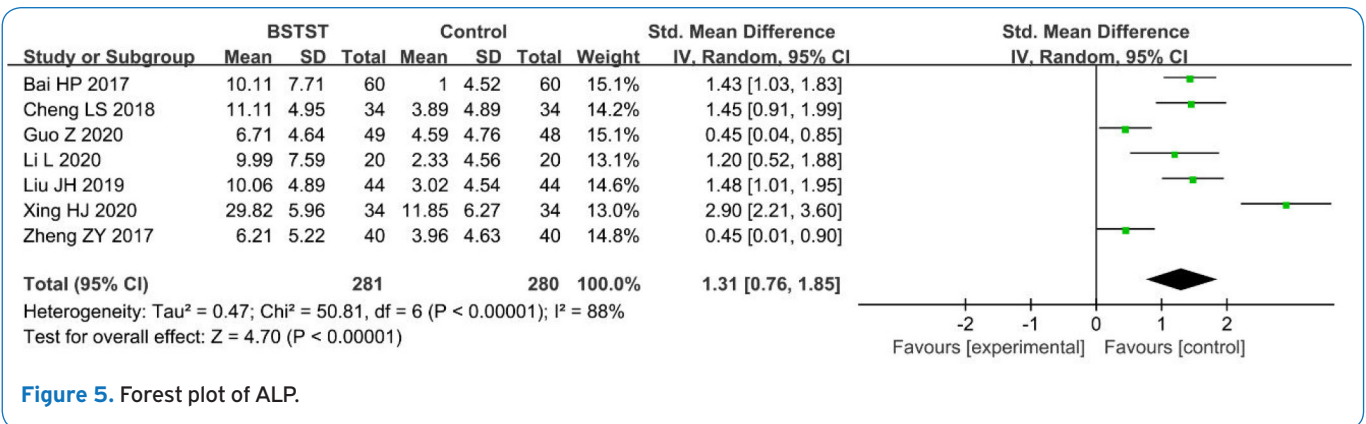 BSTST Control Std. Mean Difference Std. Mean Difference
Study or Subgroup Mean SD Total Mean SD Total Weight IV, Random, 95% CI IV, Random, 95% CI
Bai HP 2017 10.11 7.71 60 1 4.52 60 15.1% 1.43 [1.03, 1.83]
Cheng LS 2018 11.11 4.95 34 3.89 4.89 34 14.2% 1.45 [0.91, 1.99]
Guo Z 2020 6.71 4.64 49 4.59 4.76 48 15.1% 0.45 [0.04, 0.85]
Li L 2020 9.99 7.59 20 2.33 4.56 20 13.1% 1.20 [0.52, 1.88]
Liu JH 2019 10.06 4.89 44 3.02 4.54 44 14.6% 1.48 [1.01, 1.95]
Xing HJ 2020 29.82 5.96 34 11.85 6.27 34 13.0% 2.90 [2.21, 3.60]
Zheng ZY 2017 6.21 5.22 40 3.96 4.63 40 14.8% 0.45 [0.01, 0.90]
Total (95% CI) 281 280 100.0% 1.31 [0.76, 1.85]
Heterogeneity: Tau² = 0.47; Chi² = 50.81, df = 6 (P < 0.00001); I² = 88%
Test for overall effect: Z = 4.70 (P < 0.00001)
-2 -1 0 1 2
Favours [experimental] Favours [control]
Figure 5. Forest plot of ALP.